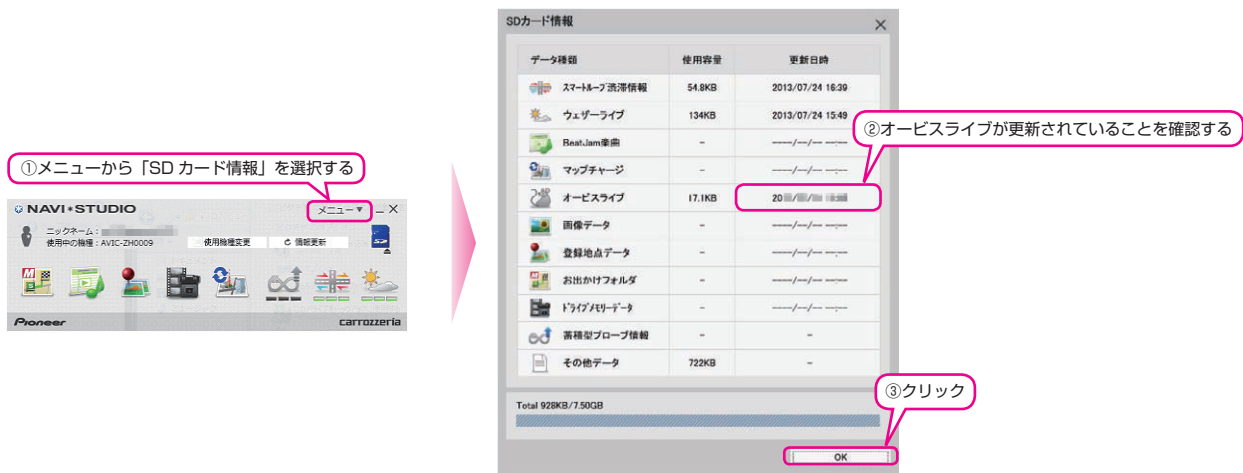 ①メニューから「SD カード情報」を選択する
NAVI*STUDIO
メニュー▼
ニックネーム:
使用中の機種:AVIC-ZH0009
使用機種変更
情報更新
Pioneer
carrozzeria
SDカード情報
データ種類 使用容量 更新日時
スマートループ渋滞情報 54.8KB 2013/07/24 16:39
ウェザーライブ 134KB 2013/07/24 15:49
BeatJam楽曲 - ----/--/-- --:--
マップチャージ - ----/--/-- --:--
オービスライブ 17.1KB 20 / /
画像データ - ----/--/-- --:--
登録地点データ - ----/--/-- --:--
お出かけフォルダ - ----/--/-- --:--
ドライブメモリーデータ - ----/--/-- --:--
蓄積型プローブ情報 - -
その他データ 722KB -
Total 928KB/7.50GB
OK
②オービスライブが更新されていることを確認する
③クリック